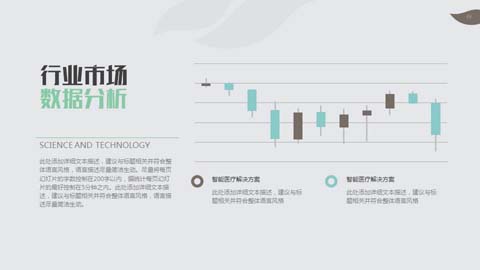 行业市场
数据分析
SCIENCE AND TECHNOLOGY
此处添加详细文本描述，建议与标题相关并符合整
体语言风格，语言描述尽量简洁生动。尽量将每页
幻灯片的字数控制在200字以内，据统计每页幻灯
片的最好控制在5分钟之内。此处添加详细文本描
述，建议与标题相关并符合整体语言风格，语言描
述尽量简洁生动。
智能医疗解决方案
此处添加详细文本描述，建议与标
题相关并符合整体语言风格
智能医疗解决方案
此处添加详细文本描述，建议与标
题相关并符合整体语言风格